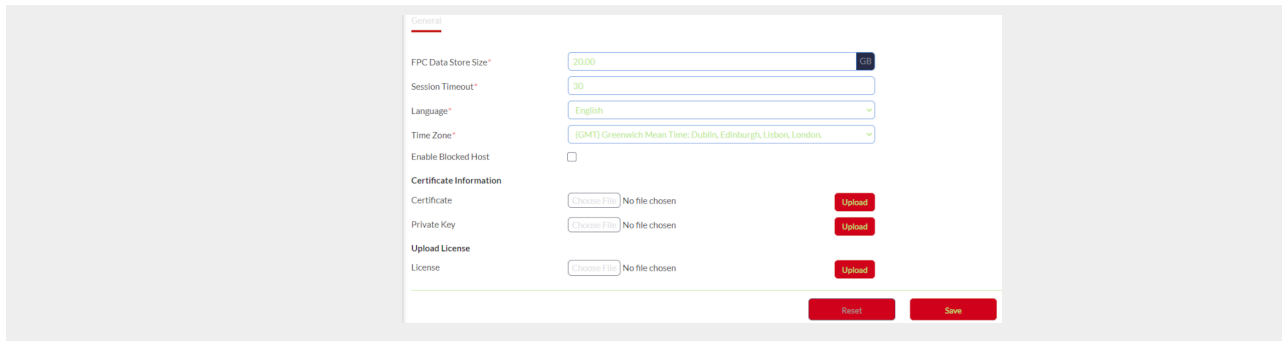 General
FPC Data Store Size* 20.00 GB
Session Timeout* 30
Language* English
Time Zone* (GMT) Greenwich Mean Time: Dublin, Edinburgh, Lisbon, London.
Enable Blocked Host
Certificate Information
Certificate Choose File No file chosen Upload
Private Key Choose File No file chosen Upload
Upload License
License Choose File No file chosen Upload
Reset Save